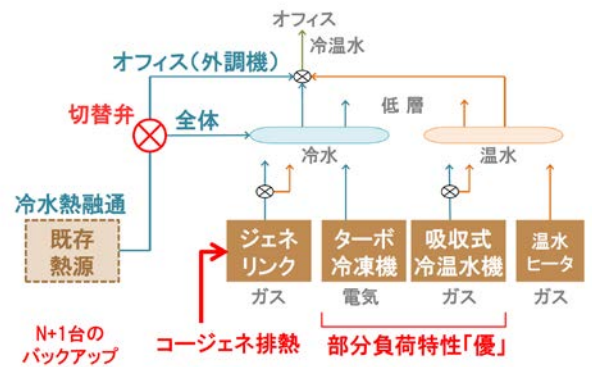 オフィス
冷温水
オフィス(外調機)
切替弁
全体
低 層
冷水
温水
冷水熱融通
既存
熱源
ジェネ
リンク
ターボ
冷凍機
吸収式
冷温水機
温水
ヒータ
ガス
電気
ガス
ガス
N+1台の
バックアップ
コージェネ排熱
部分負荷特性「優」